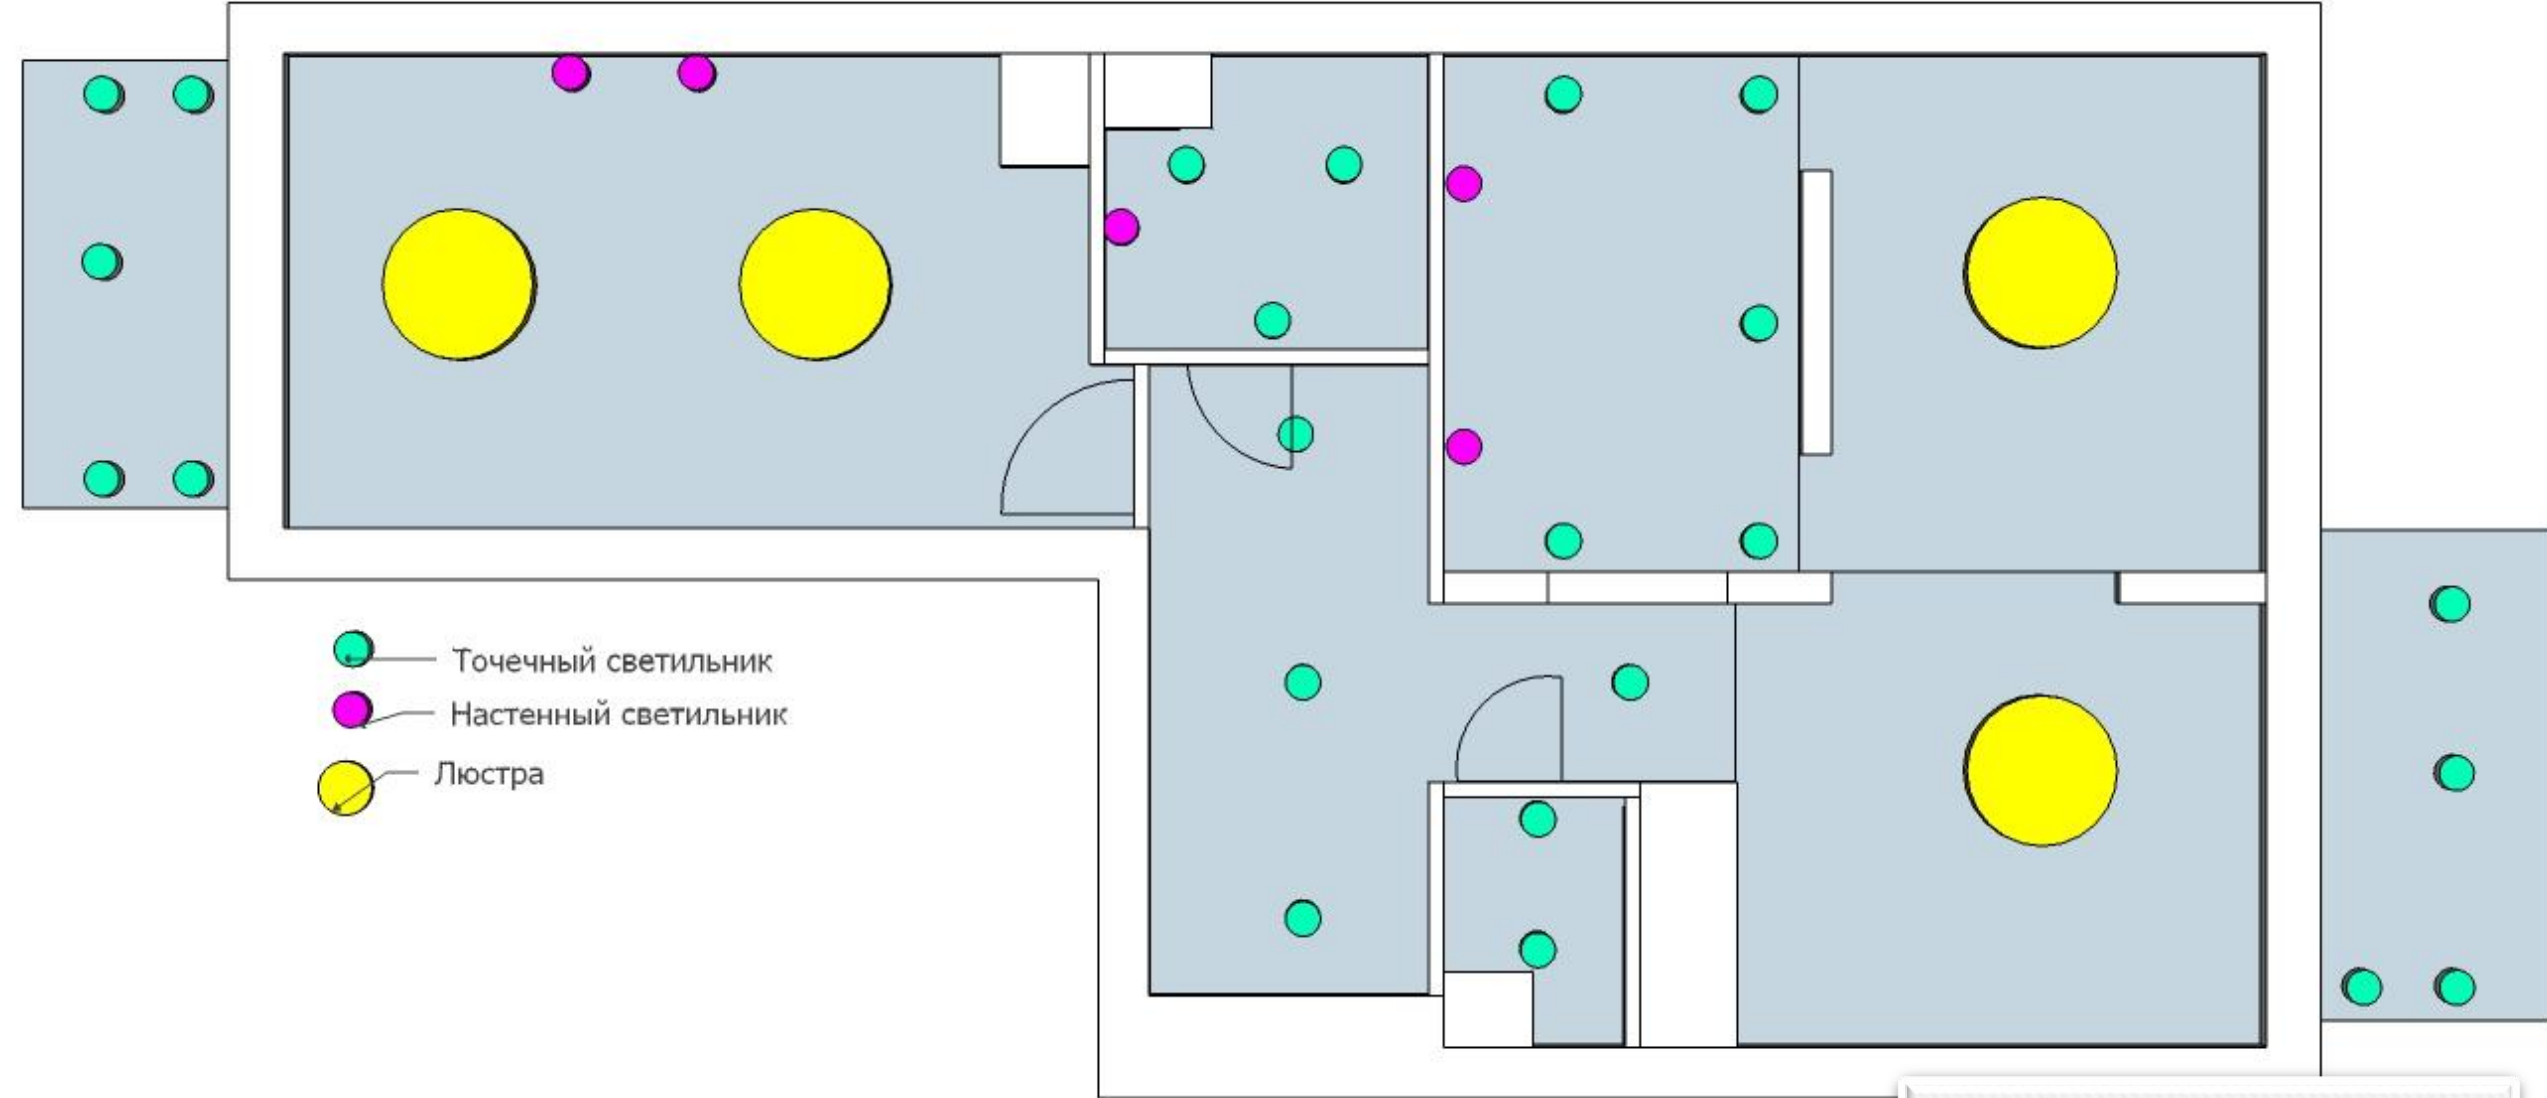 Точечный светильник
Настенный светильник
Люстра